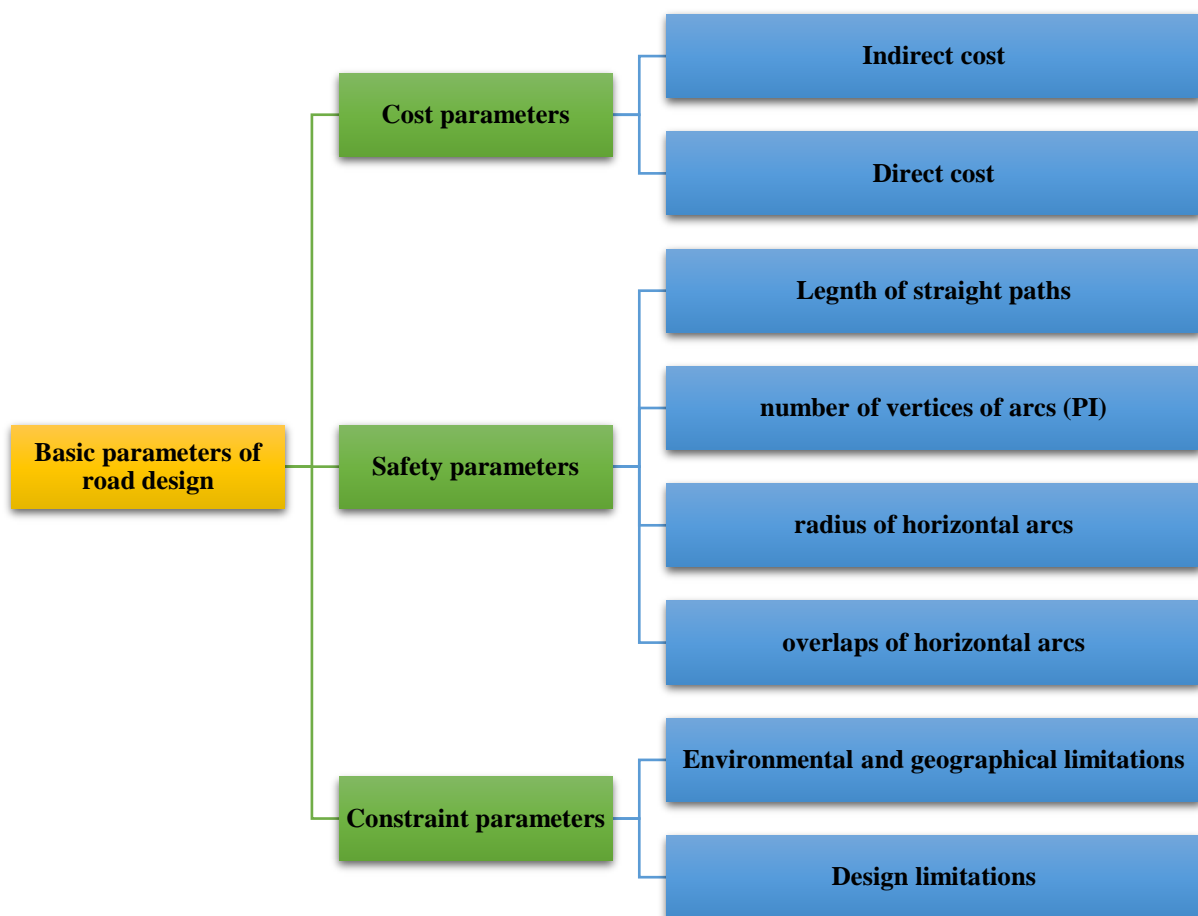 Basic parameters of
road design
Cost parameters
Indirect cost
Direct cost
Safety parameters
Legnth of straight paths
number of vertices of arcs (PI)
radius of horizontal arcs
overlaps of horizontal arcs
Constraint parameters
Environmental and geographical limitations
Design limitations